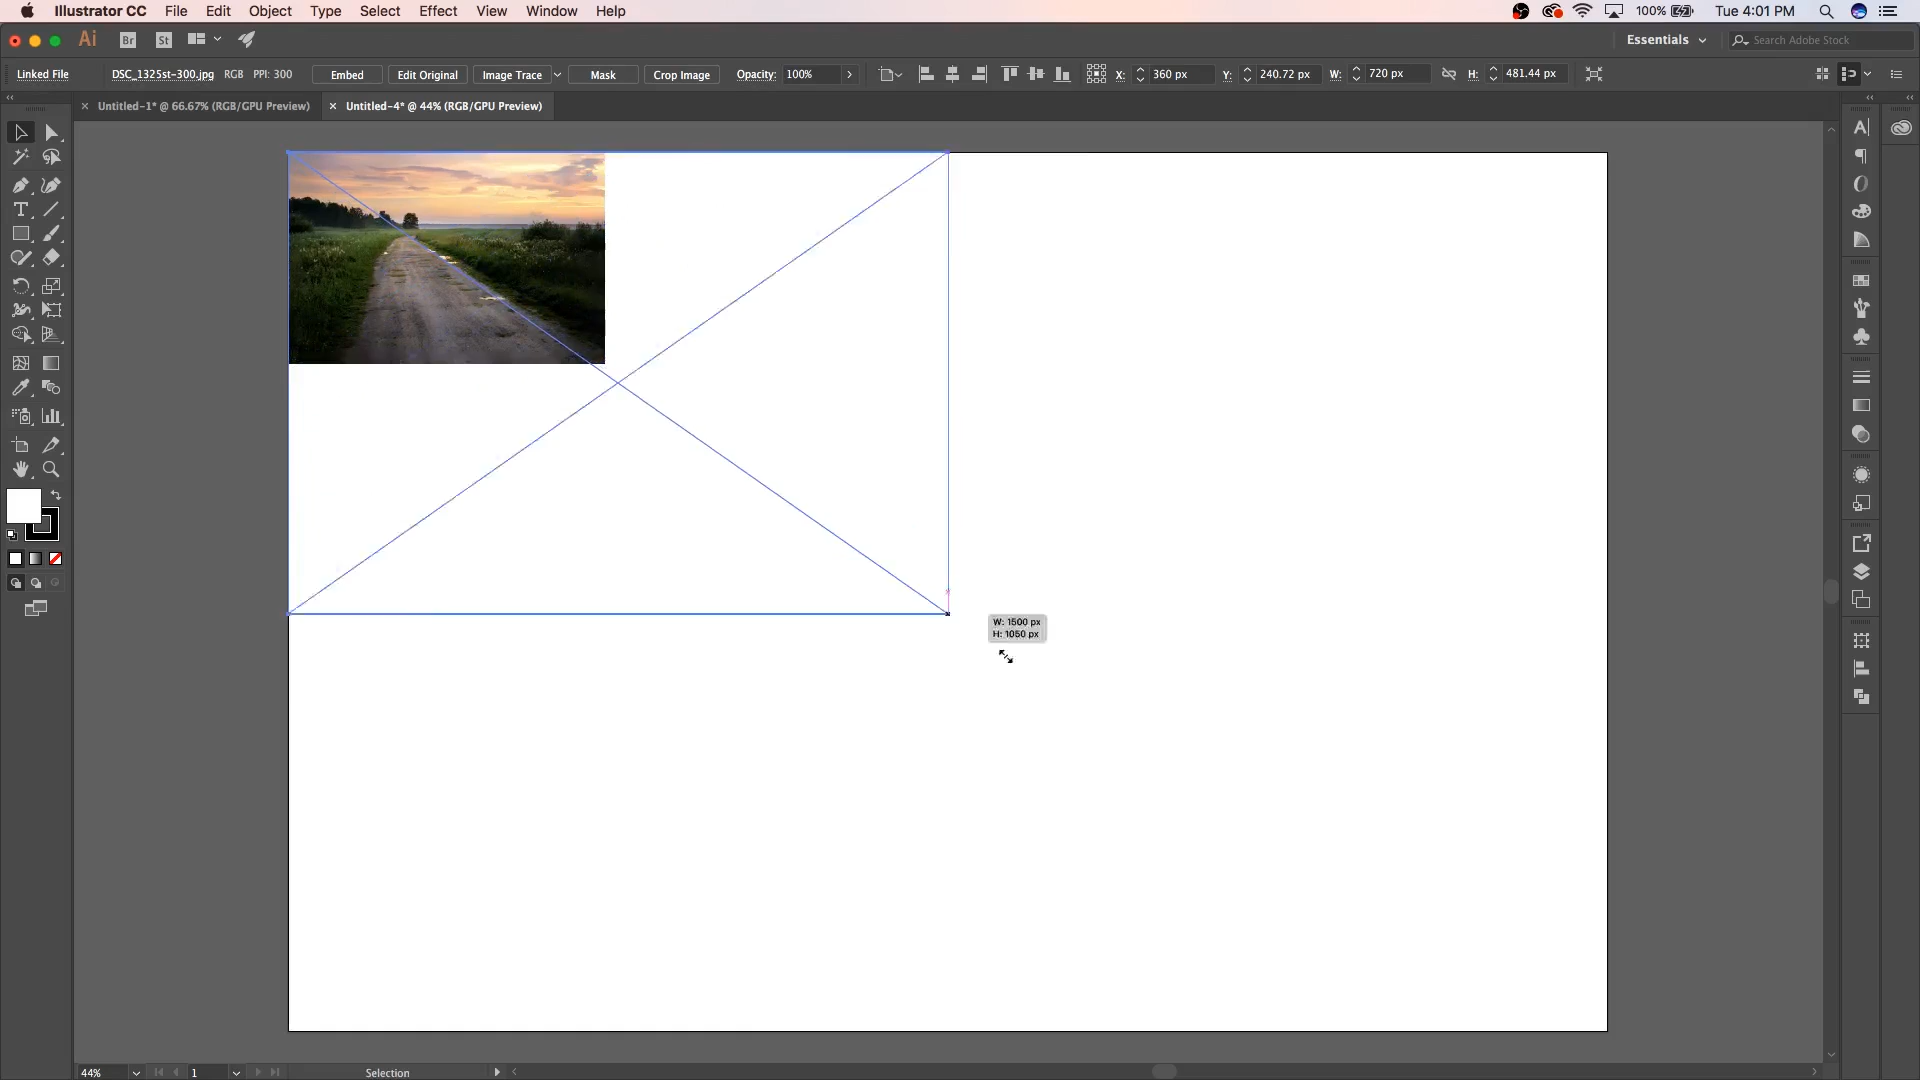 Illustrator CC File Edit Object Type Select Effect View Window Help
100% Tue 4:01 PM
Ai Br St Essentials Search Adobe Stock
Linked File DSC_1325st-300.jpg RGB PPI: 300 Embed Edit Original Image Trace Mask Crop Image Opacity: 100% X: 360 px Y: 240.72 px W: 720 px H: 481.44 px
× Untitled-1* @ 66.67% (RGB/GPU Preview) × Untitled-4* @ 44% (RGB/GPU Preview)
W: 1500 px
H: 1050 px
44% 1 Selection